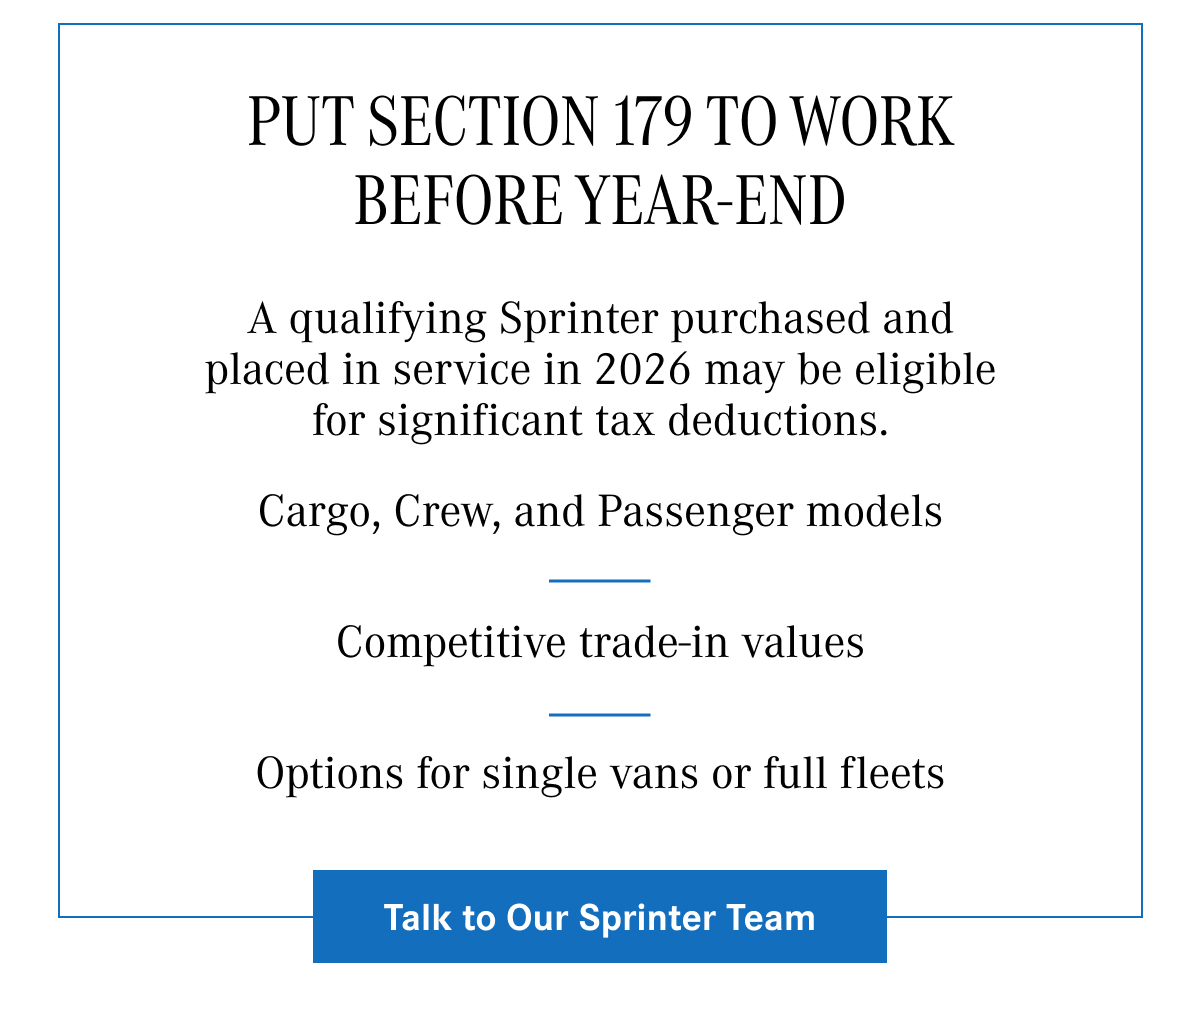 PUT SECTION 179 TO WORK
BEFORE YEAR-END
A qualifying Sprinter purchased and
placed in service in 2026 may be eligible
for significant tax deductions.
Cargo, Crew, and Passenger models
Competitive trade-in values
Options for single vans or full fleets
Talk to Our Sprinter Team